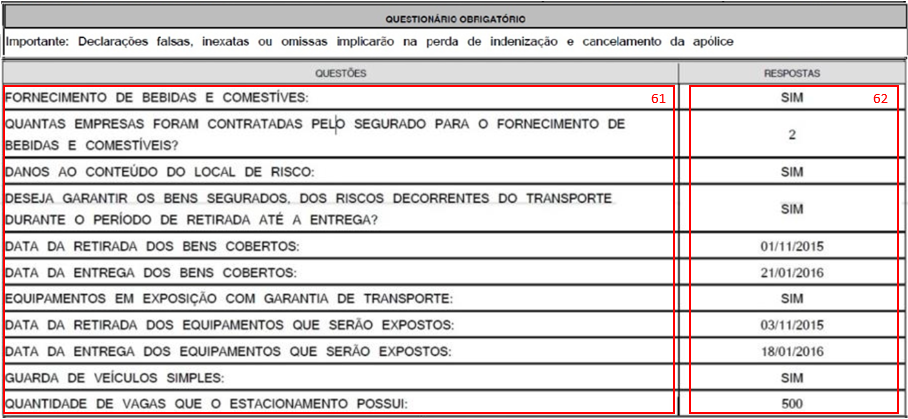 QUESTIONÁRIO OBRIGATÓRIO
Importante: Declarações falsas, inexatas ou omissas implicarão na perda de indenização e cancelamento da apólice
QUESTÕES RESPOSTAS
FORNECIMENTO DE BEBIDAS E COMESTÍVES: 61 SIM 62
QUANTAS EMPRESAS FORAM CONTRATADAS PELO SEGURADO PARA O FORNECIMENTO DE
BEBIDAS E COMESTÍVEIS? 2
DANOS AO CONTEÚDO DO LOCAL DE RISCO: SIM
DESEJA GARANTIR OS BENS SEGURADOS, DOS RISCOS DECORRENTES DO TRANSPORTE
DURANTE O PERÍODO DE RETIRADA ATÉ A ENTREGA? SIM
DATA DA RETIRADA DOS BENS COBERTOS: 01/11/2015
DATA DA ENTREGA DOS BENS COBERTOS: 21/01/2016
EQUIPAMENTOS EM EXPOSIÇÃO COM GARANTIA DE TRANSPORTE: SIM
DATA DA RETIRADA DOS EQUIPAMENTOS QUE SERÃO EXPOSTOS: 03/11/2015
DATA DA ENTREGA DOS EQUIPAMENTOS QUE SERÃO EXPOSTOS: 18/01/2016
GUARDA DE VEÍCULOS SIMPLES: SIM
QUANTIDADE DE VAGAS QUE O ESTACIONAMENTO POSSUI: 500